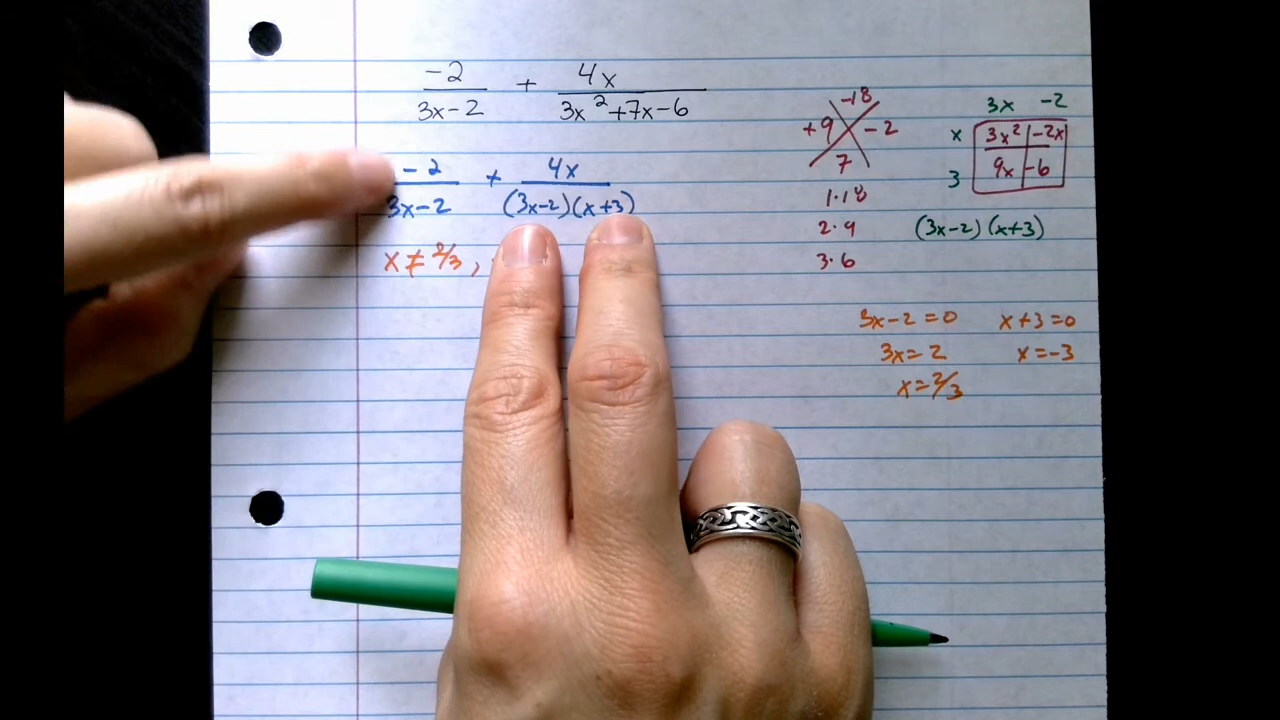 -2/(3x-2) + 4x/(3x²+7x-6)
-2/(3x-2) + 4x/((3x-2)(x+3))
x ≠ 2/3,
-18
+9 -2
7
1·18
2·9
3·6
3x -2
x 3x² -2x
3 9x -6
(3x-2)(x+3)
3x-2=0
3x=2
x=2/3
x+3=0
x=-3